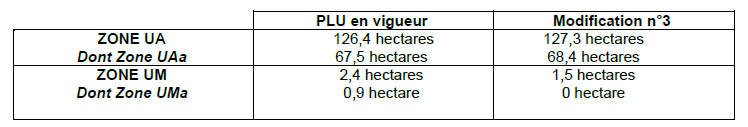 PLU en vigueur Modification n°3
ZONE UA 126,4 hectares 127,3 hectares
Dont Zone UAa 67,5 hectares 68,4 hectares
ZONE UM 2,4 hectares 1,5 hectares
Dont Zone UMa 0,9 hectare 0 hectare